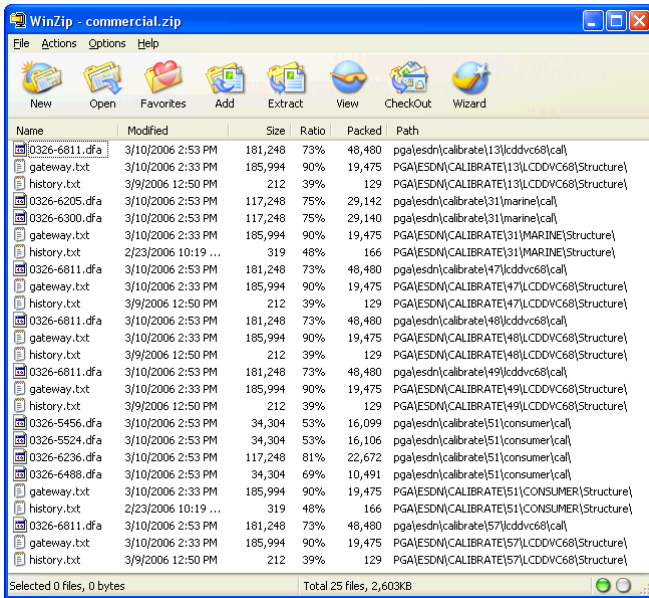 WinZip - commercial.zip
File Actions Options Help
New Open Favorites Add Extract View CheckOut Wizard
Name Modified Size Ratio Packed Path
0326-6811.dfa 3/10/2006 2:53 PM 181,248 73% 48,480 pga\esdn\calibrate\13\lcddvc68\cal\
gateway.txt 3/10/2006 2:33 PM 185,994 90% 19,475 PGA\ESDN\CALIBRATE\13\LCDDVC68\Structure\
history.txt 3/9/2006 12:50 PM 212 39% 129 PGA\ESDN\CALIBRATE\13\LCDDVC68\Structure\
0326-6205.dfa 3/10/2006 2:53 PM 117,248 75% 29,142 pga\esdn\calibrate\31\marine\cal\
0326-6300.dfa 3/10/2006 2:53 PM 117,248 75% 29,140 pga\esdn\calibrate\31\marine\cal\
gateway.txt 3/10/2006 2:33 PM 185,994 90% 19,475 PGA\ESDN\CALIBRATE\31\MARINE\Structure\
history.txt 2/23/2006 10:19 ... 319 48% 166 PGA\ESDN\CALIBRATE\31\MARINE\Structure\
0326-6811.dfa 3/10/2006 2:53 PM 181,248 73% 48,480 pga\esdn\calibrate\47\lcddvc68\cal\
gateway.txt 3/10/2006 2:33 PM 185,994 90% 19,475 PGA\ESDN\CALIBRATE\47\LCDDVC68\Structure\
history.txt 3/9/2006 12:50 PM 212 39% 129 PGA\ESDN\CALIBRATE\47\LCDDVC68\Structure\
0326-6811.dfa 3/10/2006 2:53 PM 181,248 73% 48,480 pga\esdn\calibrate\48\lcddvc68\cal\
gateway.txt 3/10/2006 2:33 PM 185,994 90% 19,475 PGA\ESDN\CALIBRATE\48\LCDDVC68\Structure\
history.txt 3/9/2006 12:50 PM 212 39% 129 PGA\ESDN\CALIBRATE\48\LCDDVC68\Structure\
0326-6811.dfa 3/10/2006 2:53 PM 181,248 73% 48,480 pga\esdn\calibrate\49\lcddvc68\cal\
gateway.txt 3/10/2006 2:33 PM 185,994 90% 19,475 PGA\ESDN\CALIBRATE\49\LCDDVC68\Structure\
history.txt 3/9/2006 12:50 PM 212 39% 129 PGA\ESDN\CALIBRATE\49\LCDDVC68\Structure\
0326-5456.dfa 3/10/2006 2:53 PM 34,304 53% 16,099 pga\esdn\calibrate\51\consumer\cal\
0326-5524.dfa 3/10/2006 2:53 PM 34,304 53% 16,106 pga\esdn\calibrate\51\consumer\cal\
0326-6236.dfa 3/10/2006 2:53 PM 117,248 81% 22,672 pga\esdn\calibrate\51\consumer\cal\
0326-6488.dfa 3/10/2006 2:53 PM 34,304 69% 10,491 pga\esdn\calibrate\51\consumer\cal\
gateway.txt 3/10/2006 2:33 PM 185,994 90% 19,475 PGA\ESDN\CALIBRATE\51\CONSUMER\Structure\
history.txt 2/23/2006 10:19 ... 319 48% 166 PGA\ESDN\CALIBRATE\51\CONSUMER\Structure\
0326-6811.dfa 3/10/2006 2:53 PM 181,248 73% 48,480 pga\esdn\calibrate\57\lcddvc68\cal\
gateway.txt 3/10/2006 2:33 PM 185,994 90% 19,475 PGA\ESDN\CALIBRATE\57\LCDDVC68\Structure\
history.txt 3/9/2006 12:50 PM 212 39% 129 PGA\ESDN\CALIBRATE\57\LCDDVC68\Structure\
Selected 0 files, 0 bytes Total 25 files, 2,603KB